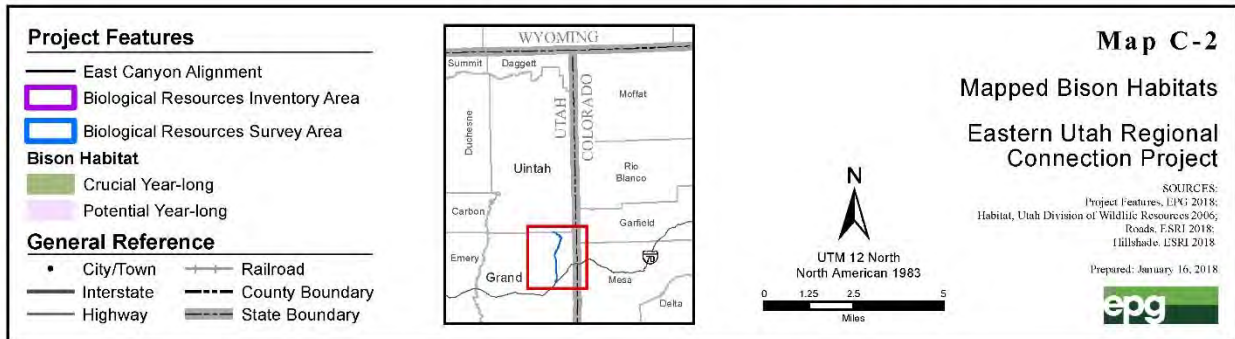 Project Features
East Canyon Alignment
Biological Resources Inventory Area
Biological Resources Survey Area
Bison Habitat
Crucial Year-long
Potential Year-long
General Reference
City/Town
Railroad
Interstate
County Boundary
Highway
State Boundary
WYOMING
Summit
Daggett
Moffat
UTAH
COLORADO
Duchesne
Uintah
Rio
Blanco
Carbon
Garfield
Emery
70
Grand
Mesa
Delta
N
UTM 12 North
North American 1983
0 1.25 2.5 5
Miles
Map C-2
Mapped Bison Habitats
Eastern Utah Regional
Connection Project
SOURCES:
Project Features, EPG 2018;
Habitat, Utah Division of Wildlife Resources 2006;
Roads, ESRI 2018;
Hillshade, ESRI 2018
Prepared: January 16, 2018
epg